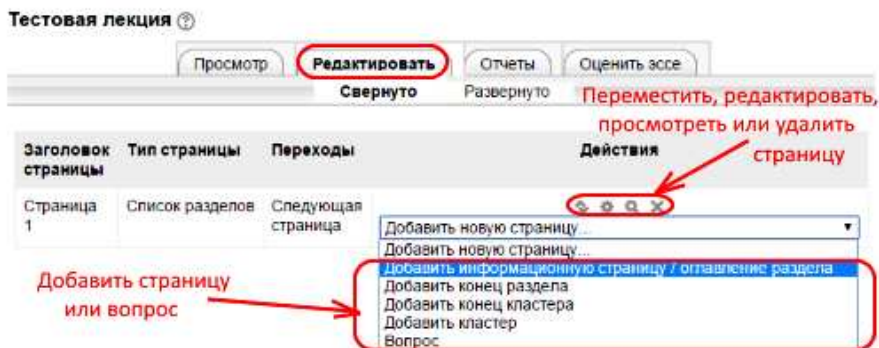 Тестовая лекция
Просмотр Редактировать Отчеты Оценить эссе
Свернуто Развернуто
Переместить, редактировать,
просмотреть или удалить
страницу
Заголовок страницы Тип страницы Переходы Действия
Страница 1 Список разделов Следующая страница
Добавить новую страницу...
Добавить новую страницу...
Добавить информационную страницу / оглавление раздела
Добавить конец раздела
Добавить конец кластера
Добавить кластер
Вопрос
Добавить страницу
или вопрос